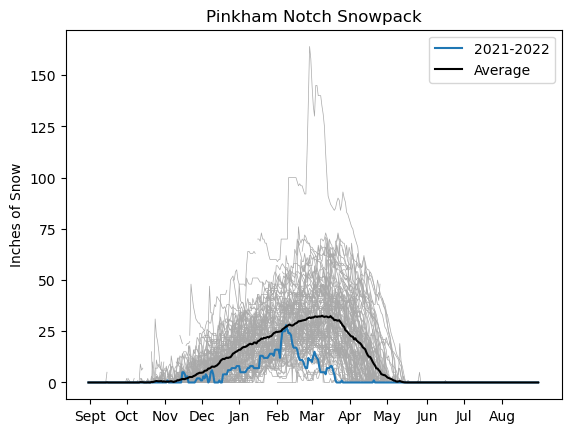 Pinkham Notch Snowpack
2021-2022
Average
Inches of Snow
150
125
100
75
50
25
0
Sept Oct Nov Dec Jan Feb Mar Apr May Jun Jul Aug